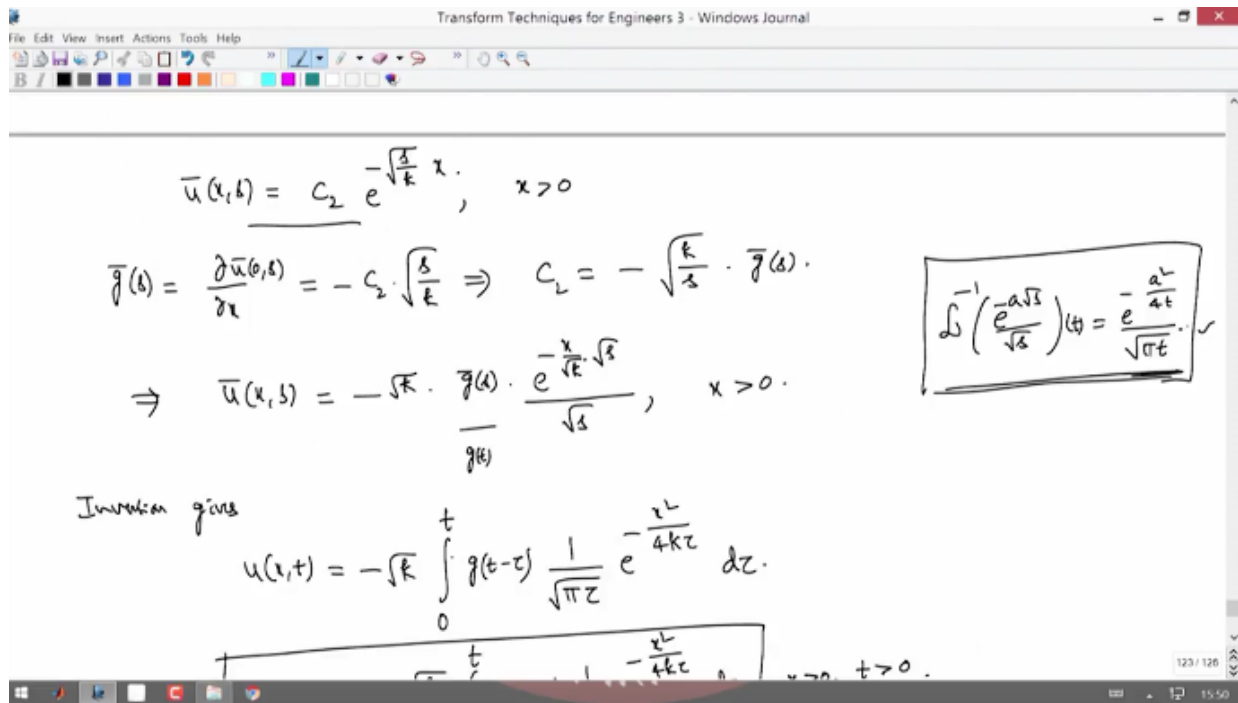 Transform Techniques for Engineers 3 - Windows Journal
File Edit View Insert Actions Tools Help
B I
ū(x,s) = C₂ e^{-√(s/k) x}, x > 0
ḡ(s) = ∂ū(0,s)/∂x = - C₂ · √(s/k) ⇒ C₂ = - √(k/s) · ḡ(s).
ℒ⁻¹(e^{-a√s}/√s)(t) = e^{-a²/4t}/√(πt) . ✓
⇒ ū(x,s) = - √k · ḡ(s) · e^{-x/√k · √s}/√s , x > 0 .
g(t)
Inversion gives
u(x,t) = - √k ∫₀ᵗ g(t-τ) 1/√(πτ) e^{-x²/4kτ} dτ.
t e^{-x²/4kτ} x>0, t>0.
123 / 126
15:50